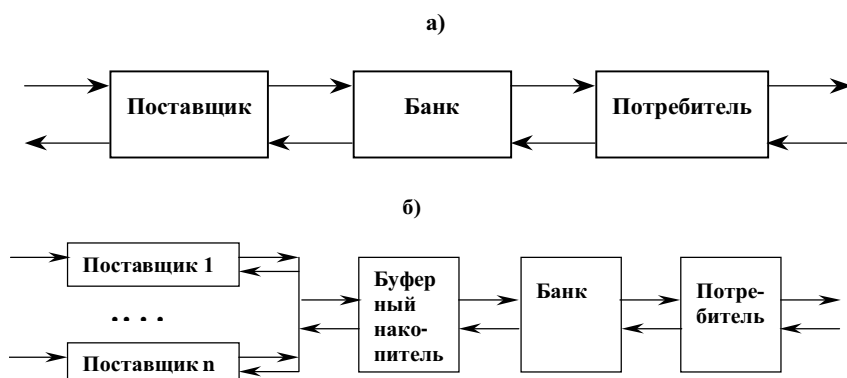 а)
Поставщик
Банк
Потребитель
б)
Поставщик 1
. . . .
Поставщик n
Буфер
ный
нако-
питель
Банк
Потре-
битель